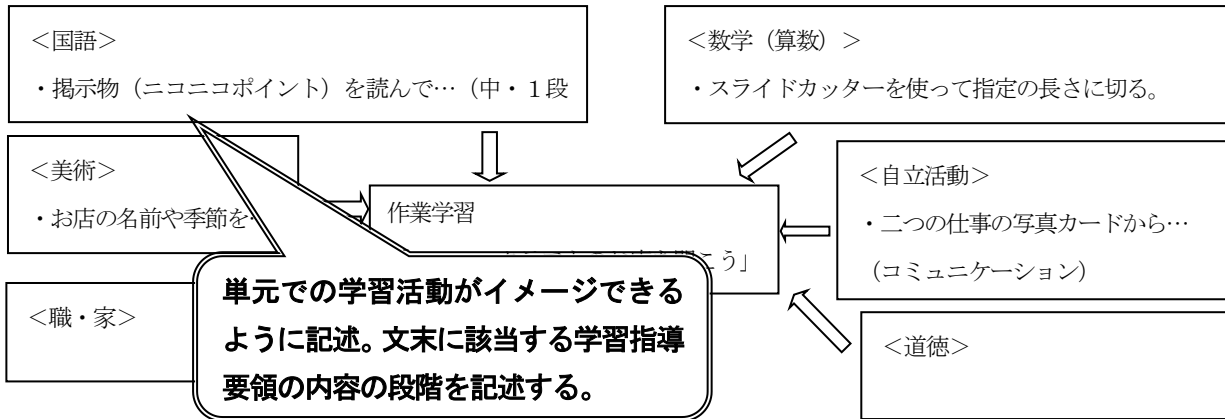 ＜国語＞
・掲示物（ニコニコポイント）を読んで…（中・１段
＜数学（算数）＞
・スライドカッターを使って指定の長さに切る。
＜美術＞
・お店の名前や季節を
作業学習
こう」
＜自立活動＞
・二つの仕事の写真カードから…
（コミュニケーション）
＜職・家＞
単元での学習活動がイメージできる
ように記述。文末に該当する学習指導
要領の内容の段階を記述する。
＜道徳＞